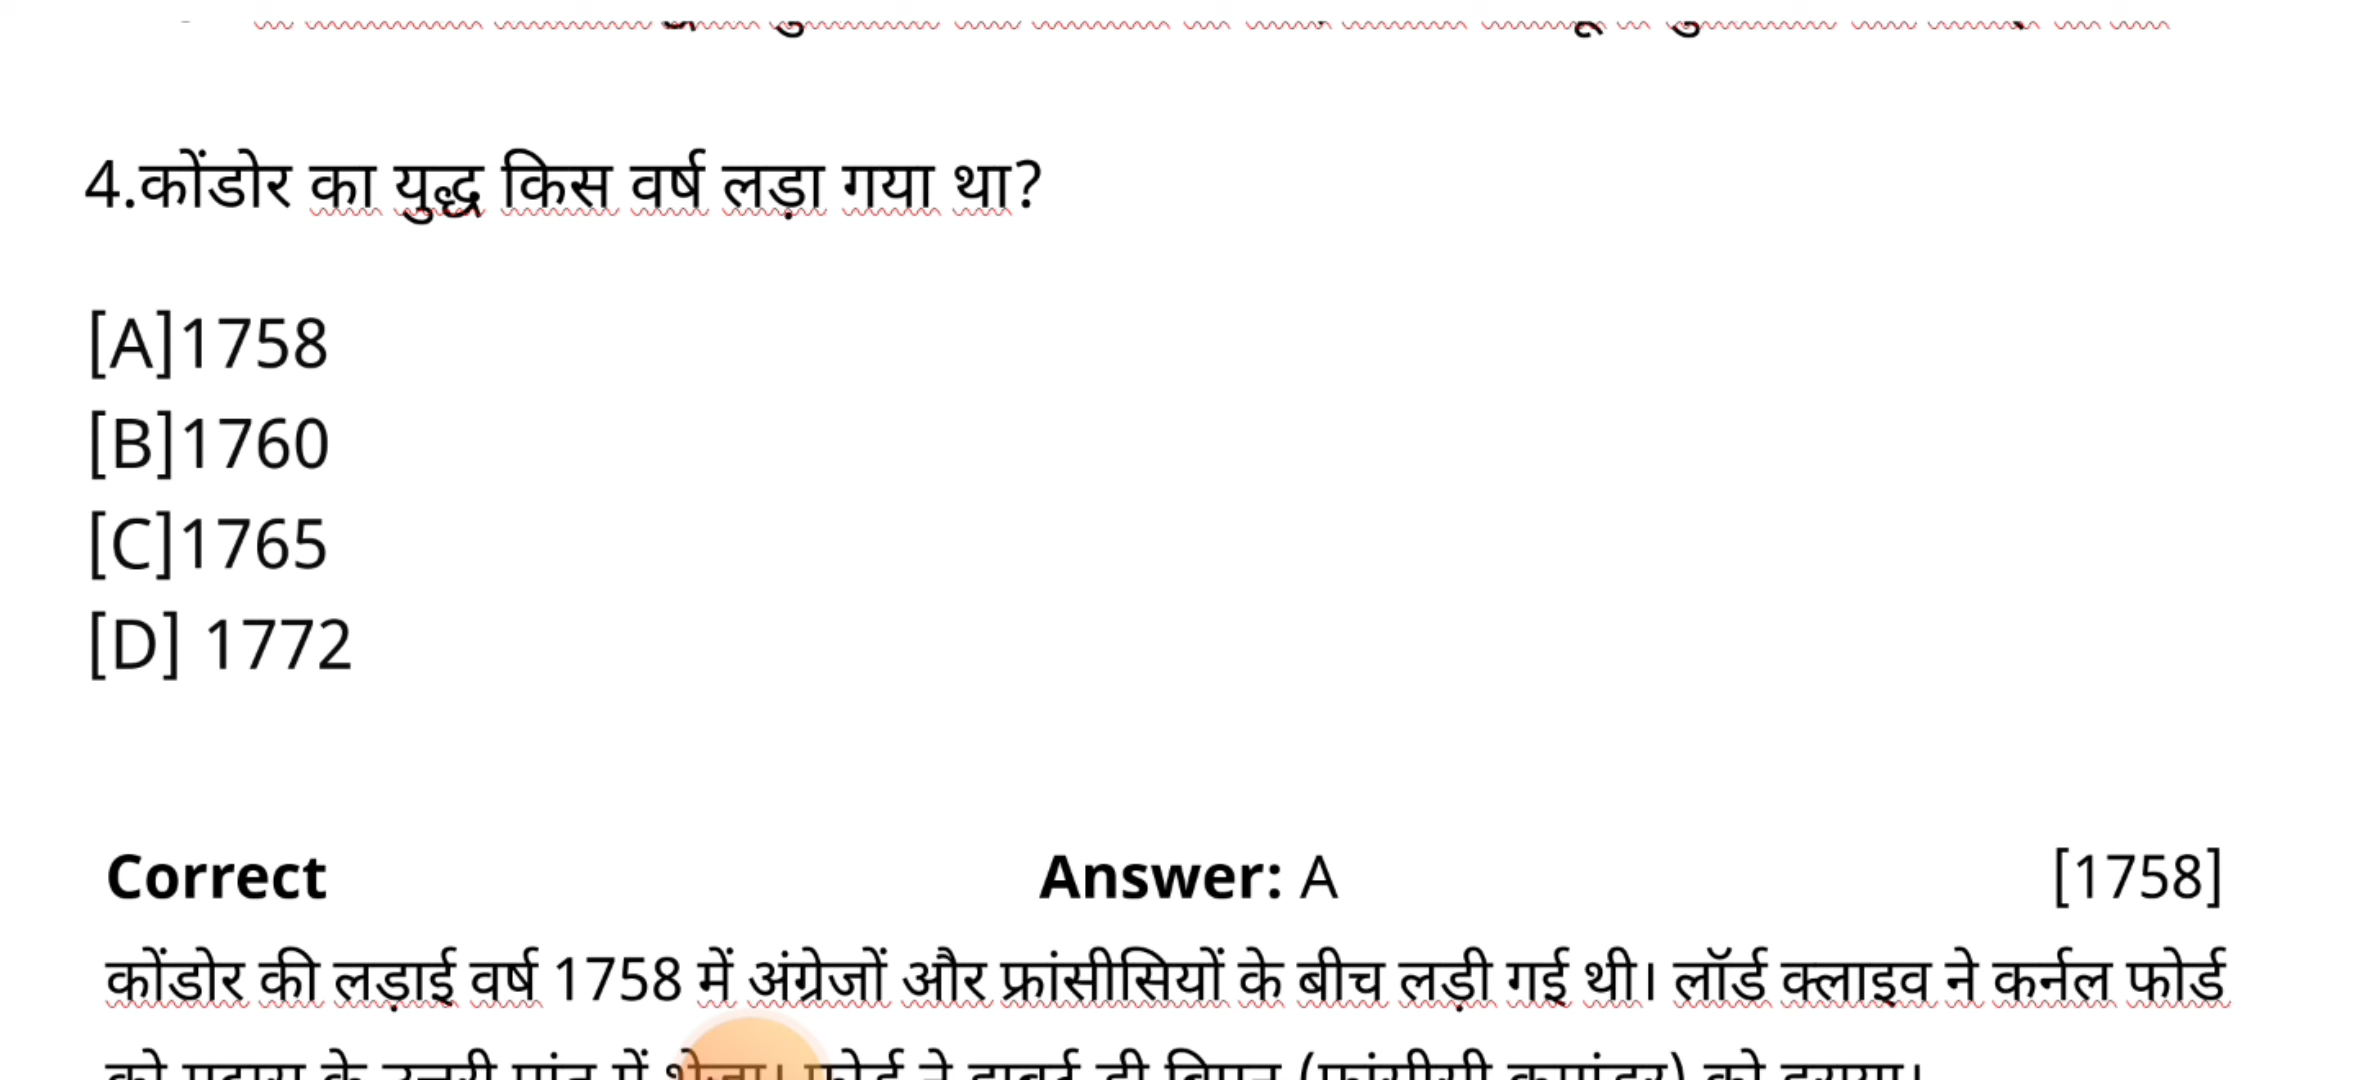 4.कोंडोर का युद्ध किस वर्ष लड़ा गया था?
[A]1758
[B]1760
[C]1765
[D] 1772
Correct Answer: A [1758]
कोंडोर की लड़ाई वर्ष 1758 में अंग्रेजों और फ्रांसीसियों के बीच लड़ी गई थी। लॉर्ड क्लाइव ने कर्नल फोर्ड
को के में फोर्ड ने को हराया।